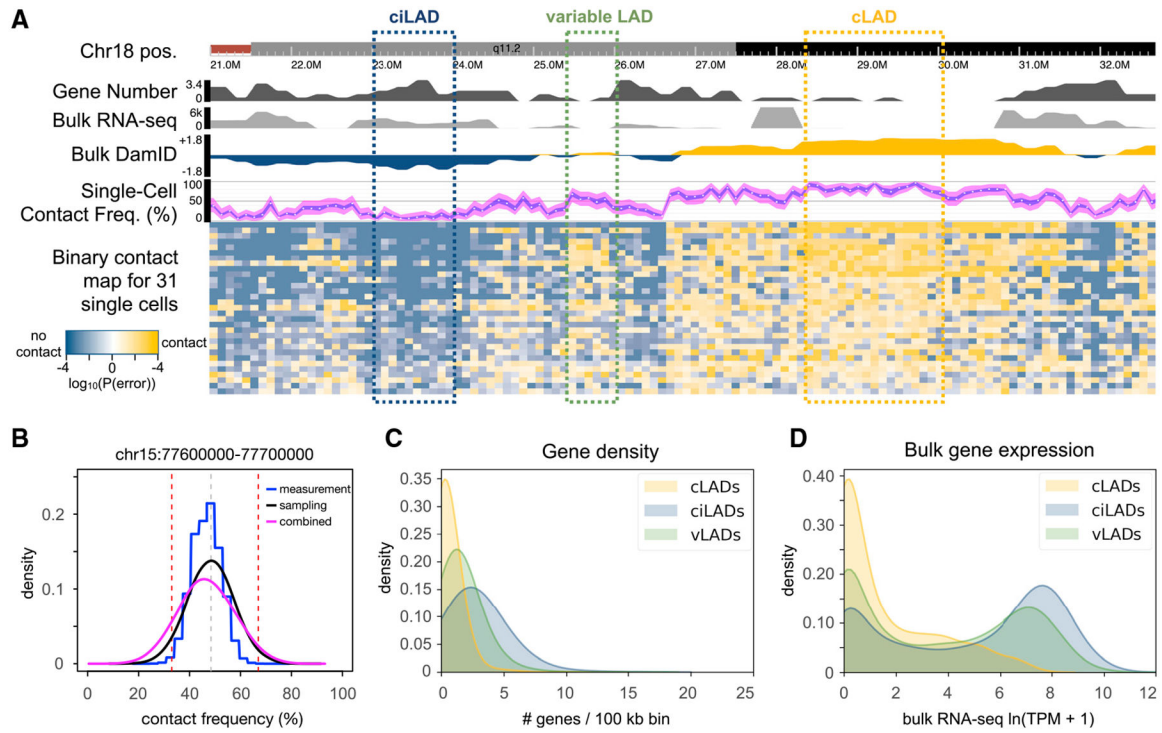 A
ciLAD variable LAD cLAD
Chr18 pos.
q11.2
21.0M 22.0M 23.0M 24.0M 25.0M 26.0M 27.0M 28.0M 29.0M 30.0M 31.0M 32.0M
Gene Number 3.4 0
Bulk RNA-seq 6k 0
Bulk DamID +1.8 -1.8
Single-Cell
Contact Freq. (%) 100 50 0
Binary contact
map for 31
single cells
no contact
contact
-4 -2 0 -2 -4
log10(P(error))
B
chr15:77600000-77700000
measurement
sampling
combined
density
0.2
0.1
0
0 20 40 60 80 100
contact frequency (%)
C
Gene density
cLADs
ciLADs
vLADs
density
0.35
0.30
0.25
0.20
0.15
0.10
0.05
0
0 5 10 15 20 25
# genes / 100 kb bin
D
Bulk gene expression
cLADs
ciLADs
vLADs
density
0.40
0.30
0.20
0.10
0
0 2 4 6 8 10 12
bulk RNA-seq ln(TPM + 1)